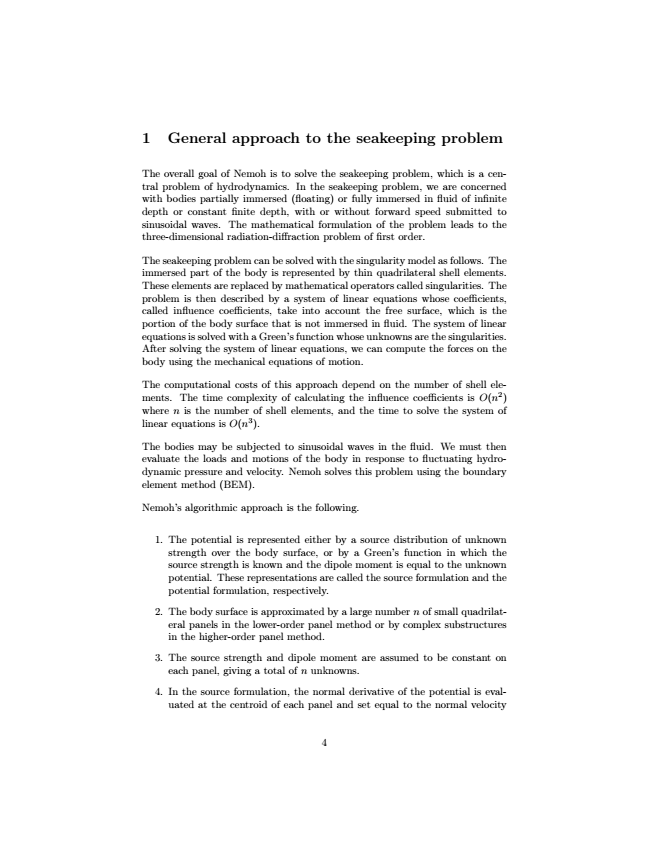 1 General approach to the seakeeping problem
The overall goal of Nemoh is to solve the seakeeping problem, which is a cen-
tral problem of hydrodynamics. In the seakeeping problem, we are concerned
with bodies partially immersed (floating) or fully immersed in fluid of infinite
depth or constant finite depth, with or without forward speed submitted to
sinusoidal waves. The mathematical formulation of the problem leads to the
three-dimensional radiation-diffraction problem of first order.
The seakeeping problem can be solved with the singularity model as follows. The
immersed part of the body is represented by thin quadrilateral shell elements.
These elements are replaced by mathematical operators called singularities. The
problem is then described by a system of linear equations whose coefficients,
called influence coefficients, take into account the free surface, which is the
portion of the body surface that is not immersed in fluid. The system of linear
equations is solved with a Green's function whose unknowns are the singularities.
After solving the system of linear equations, we can compute the forces on the
body using the mechanical equations of motion.
The computational costs of this approach depend on the number of shell ele-
ments. The time complexity of calculating the influence coefficients is O(n²)
where n is the number of shell elements, and the time to solve the system of
linear equations is O(n³).
The bodies may be subjected to sinusoidal waves in the fluid. We must then
evaluate the loads and motions of the body in response to fluctuating hydro-
dynamic pressure and velocity. Nemoh solves this problem using the boundary
element method (BEM).
Nemoh's algorithmic approach is the following.
1. The potential is represented either by a source distribution of unknown
strength over the body surface, or by a Green's function in which the
source strength is known and the dipole moment is equal to the unknown
potential. These representations are called the source formulation and the
potential formulation, respectively.
2. The body surface is approximated by a large number n of small quadrilat-
eral panels in the lower-order panel method or by complex substructures
in the higher-order panel method.
3. The source strength and dipole moment are assumed to be constant on
each panel, giving a total of n unknowns.
4. In the source formulation, the normal derivative of the potential is eval-
uated at the centroid of each panel and set equal to the normal velocity
4